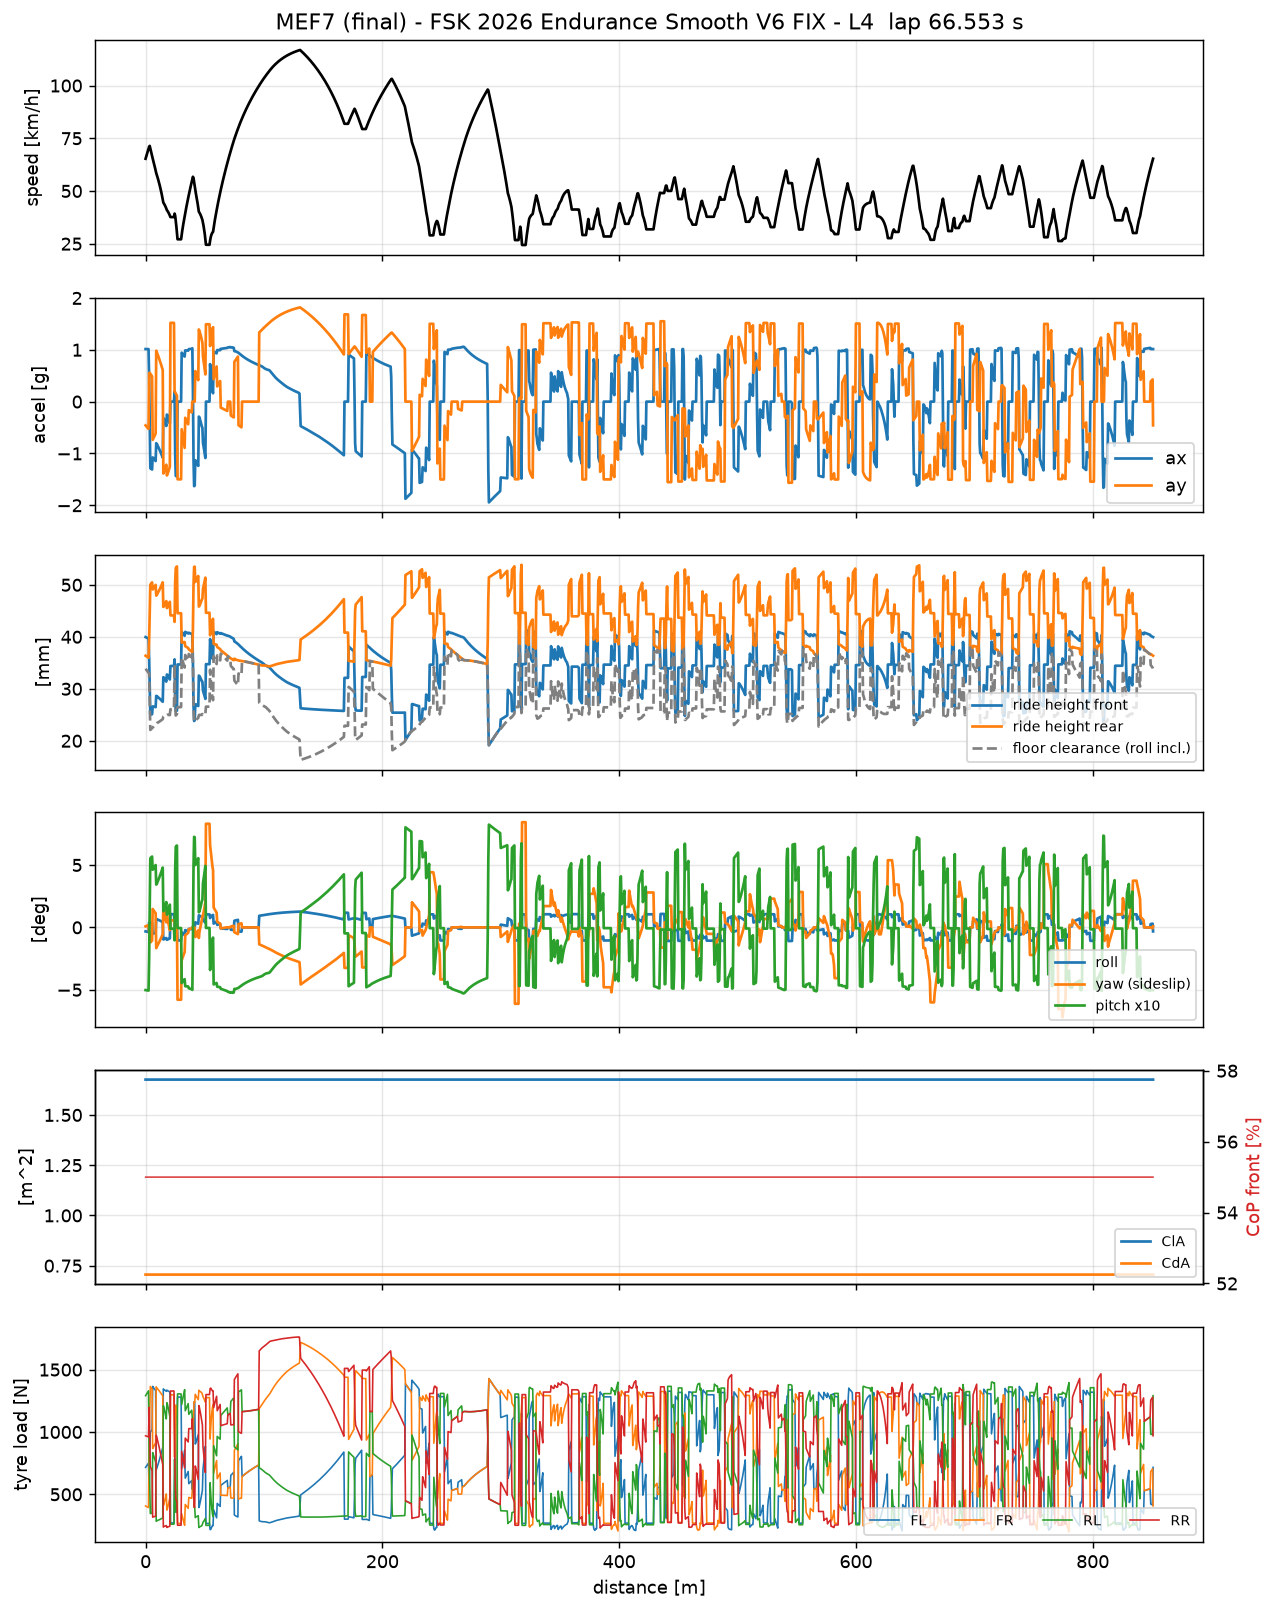 MEF7 (final) - FSK 2026 Endurance Smooth V6 FIX - L4  lap 66.553 s
speed [km/h]
100
75
50
25
accel [g]
2
1
0
−1
−2
ax
ay
[mm]
50
40
30
20
ride height front
ride height rear
floor clearance (roll incl.)
[deg]
5
0
−5
roll
yaw (sideslip)
pitch x10
[m^2]
1.50
1.25
1.00
0.75
58
56
54
52
CoP front [%]
ClA
CdA
tyre load [N]
1500
1000
500
FL
FR
RL
RR
0
200
400
600
800
distance [m]